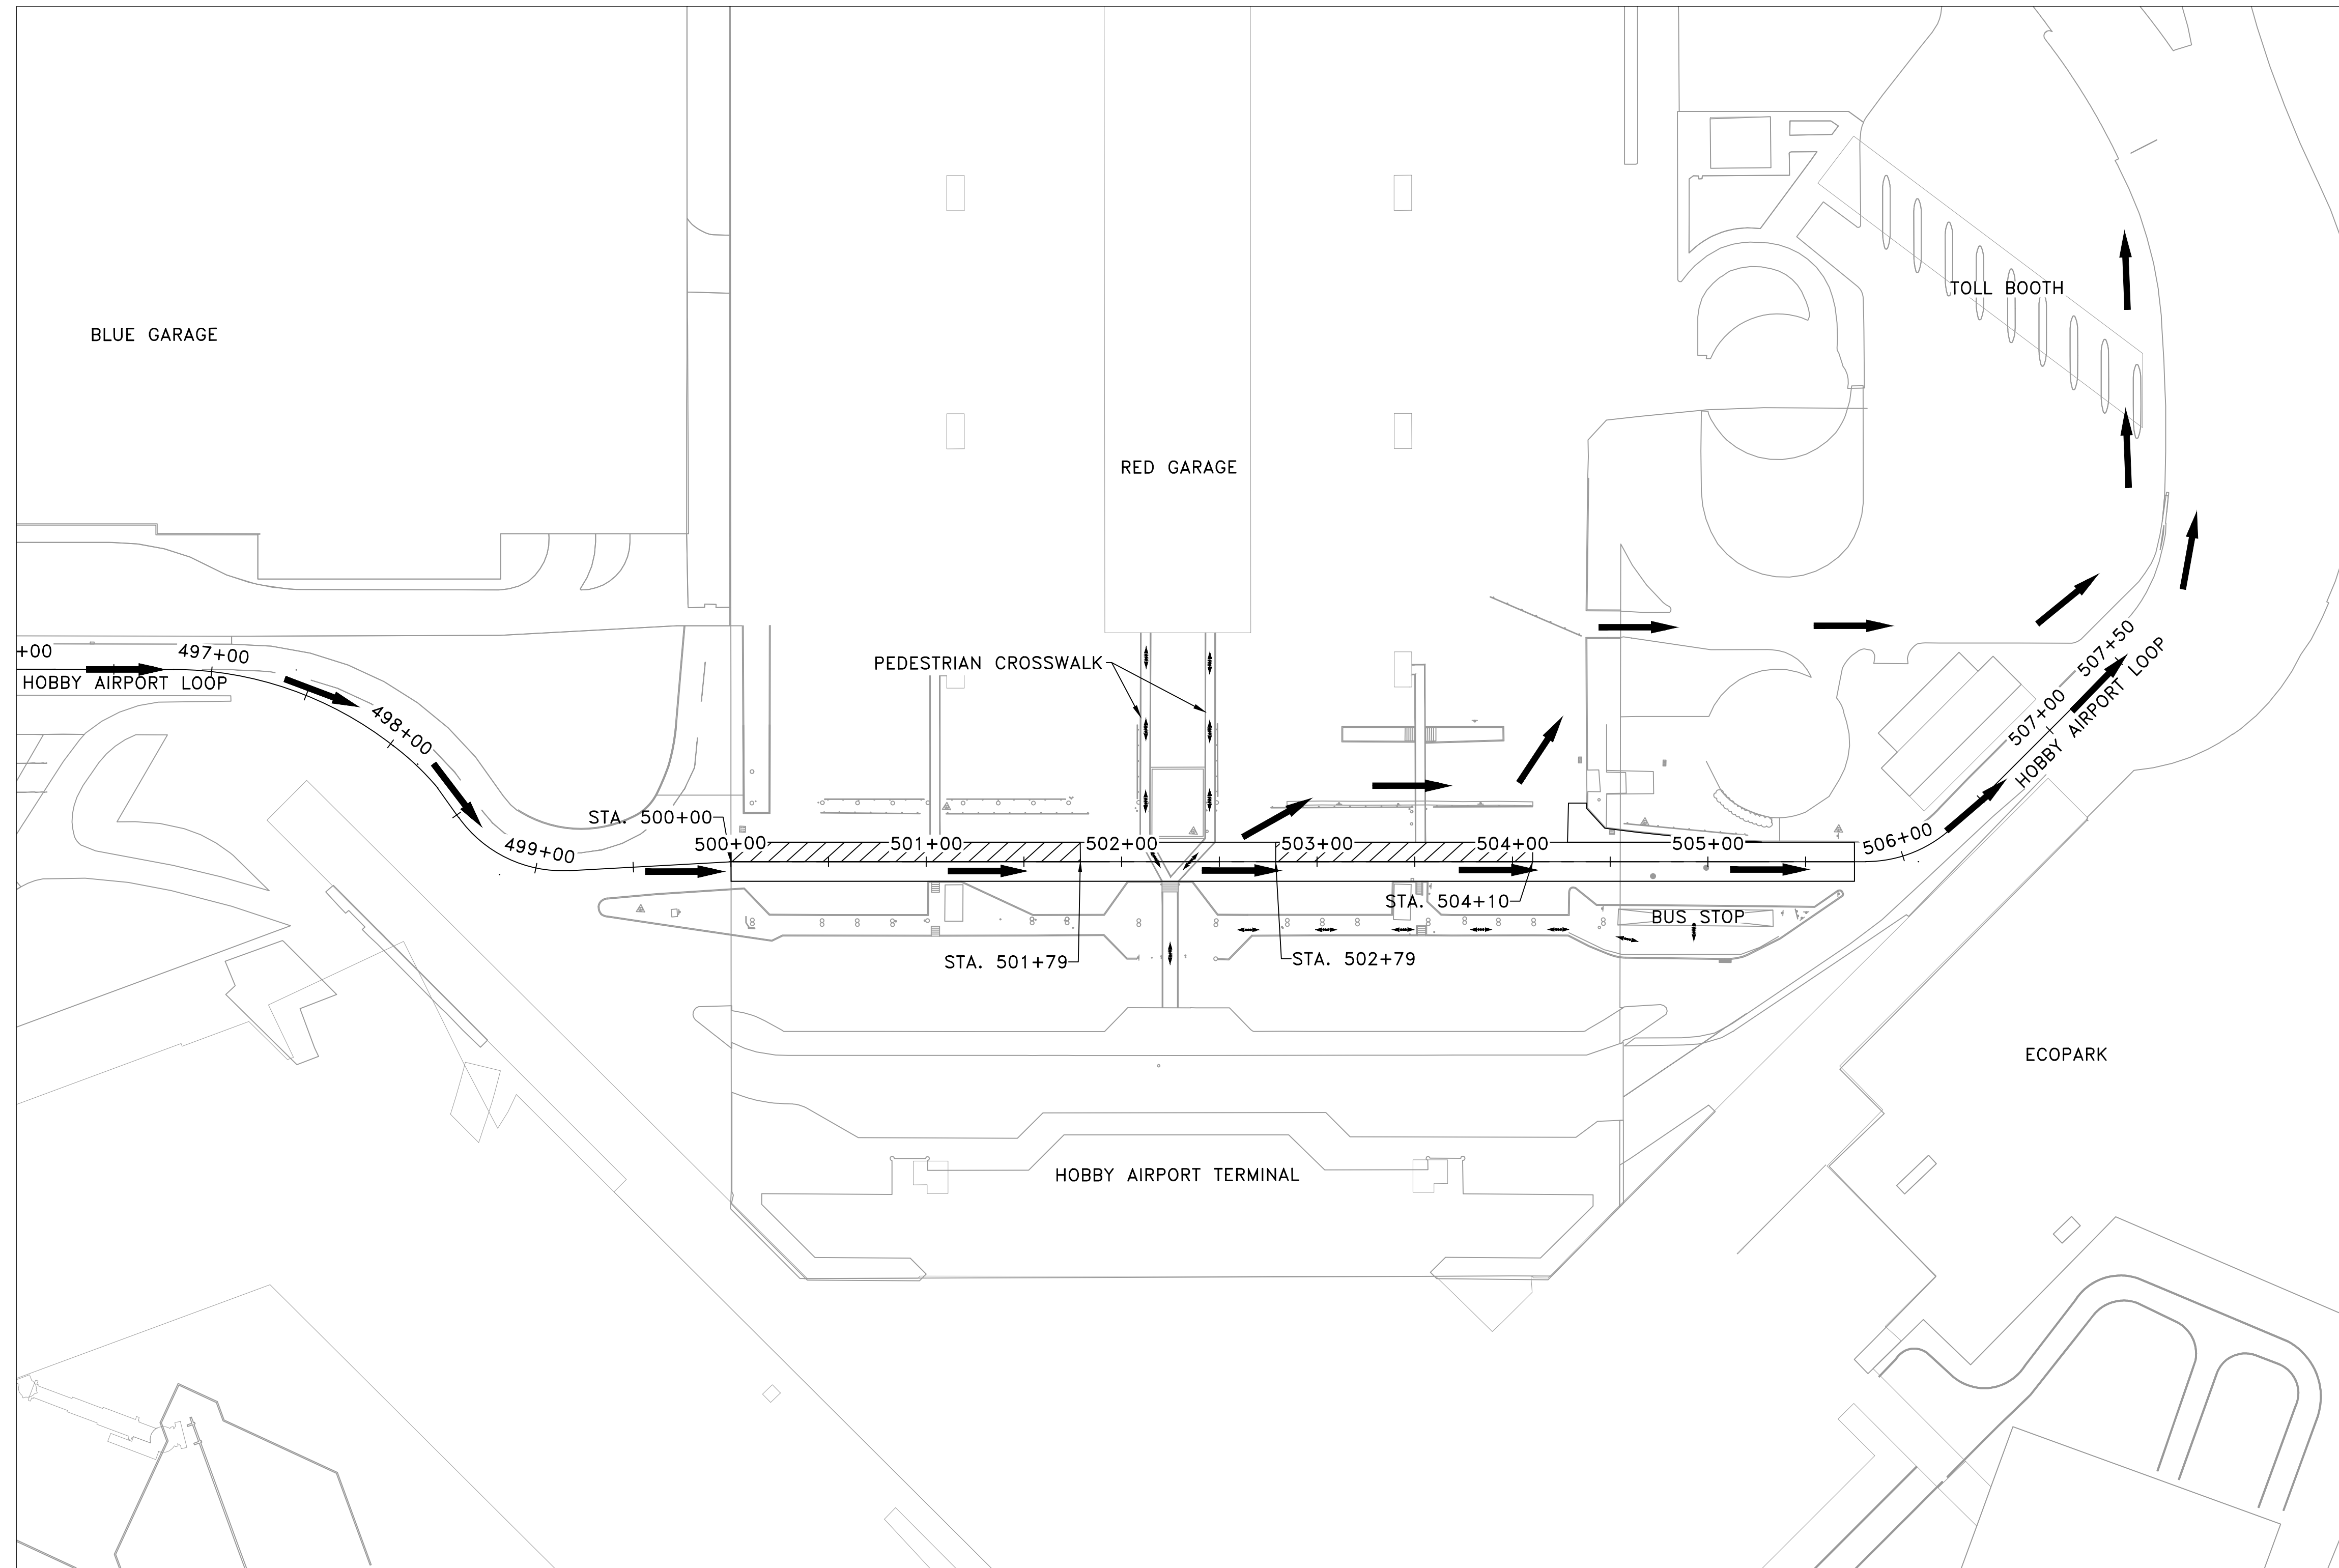 TOLL BOOTH
BLUE GARAGE
RED GARAGE
+00
497+00
HOBBY AIRPORT LOOP
498+00
499+00
PEDESTRIAN CROSSWALK
STA. 500+00
500+00
501+00
502+00
503+00
504+00
505+00
506+00
507+00
507+50
HOBBY AIRPORT LOOP
STA. 504+10
BUS STOP
STA. 501+79
STA. 502+79
ECOPARK
HOBBY AIRPORT TERMINAL